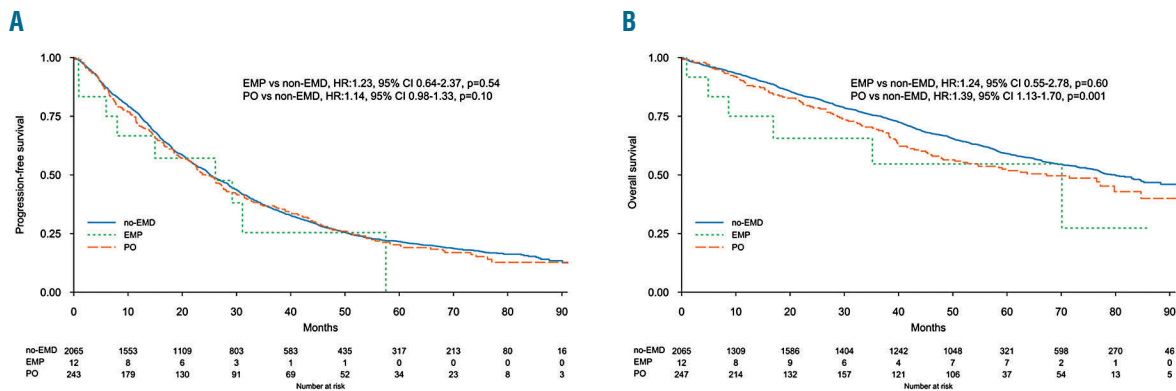 A
B
EMP vs non-EMD, HR:1.23, 95% CI 0.64-2.37, p=0.54
PO vs non-EMD, HR:1.14, 95% CI 0.98-1.33, p=0.10
Progression-free survival
1.00
0.75
0.50
0.25
0.00
no-EMD
EMP
PO
0 10 20 30 40 50 60 70 80 90
Months
no-EMD 2065 1553 1109 803 583 435 317 213 80 16
EMP 12 8 6 3 1 1 0 0 0 0
PO 243 179 130 91 69 52 34 23 8 3
Number at risk
EMP vs non-EMD, HR:1.24, 95% CI 0.55-2.78, p=0.60
PO vs non-EMD, HR:1.39, 95% CI 1.13-1.70, p=0.001
Overall survival
1.00
0.75
0.50
0.25
0.00
no-EMD
EMP
PO
0 10 20 30 40 50 60 70 80 90
Months
no-EMD 2065 1309 1586 1404 1242 1048 321 598 270 46
EMP 12 8 9 6 4 7 7 2 1 0
PO 247 214 132 157 121 106 37 54 13 5
Number at risk